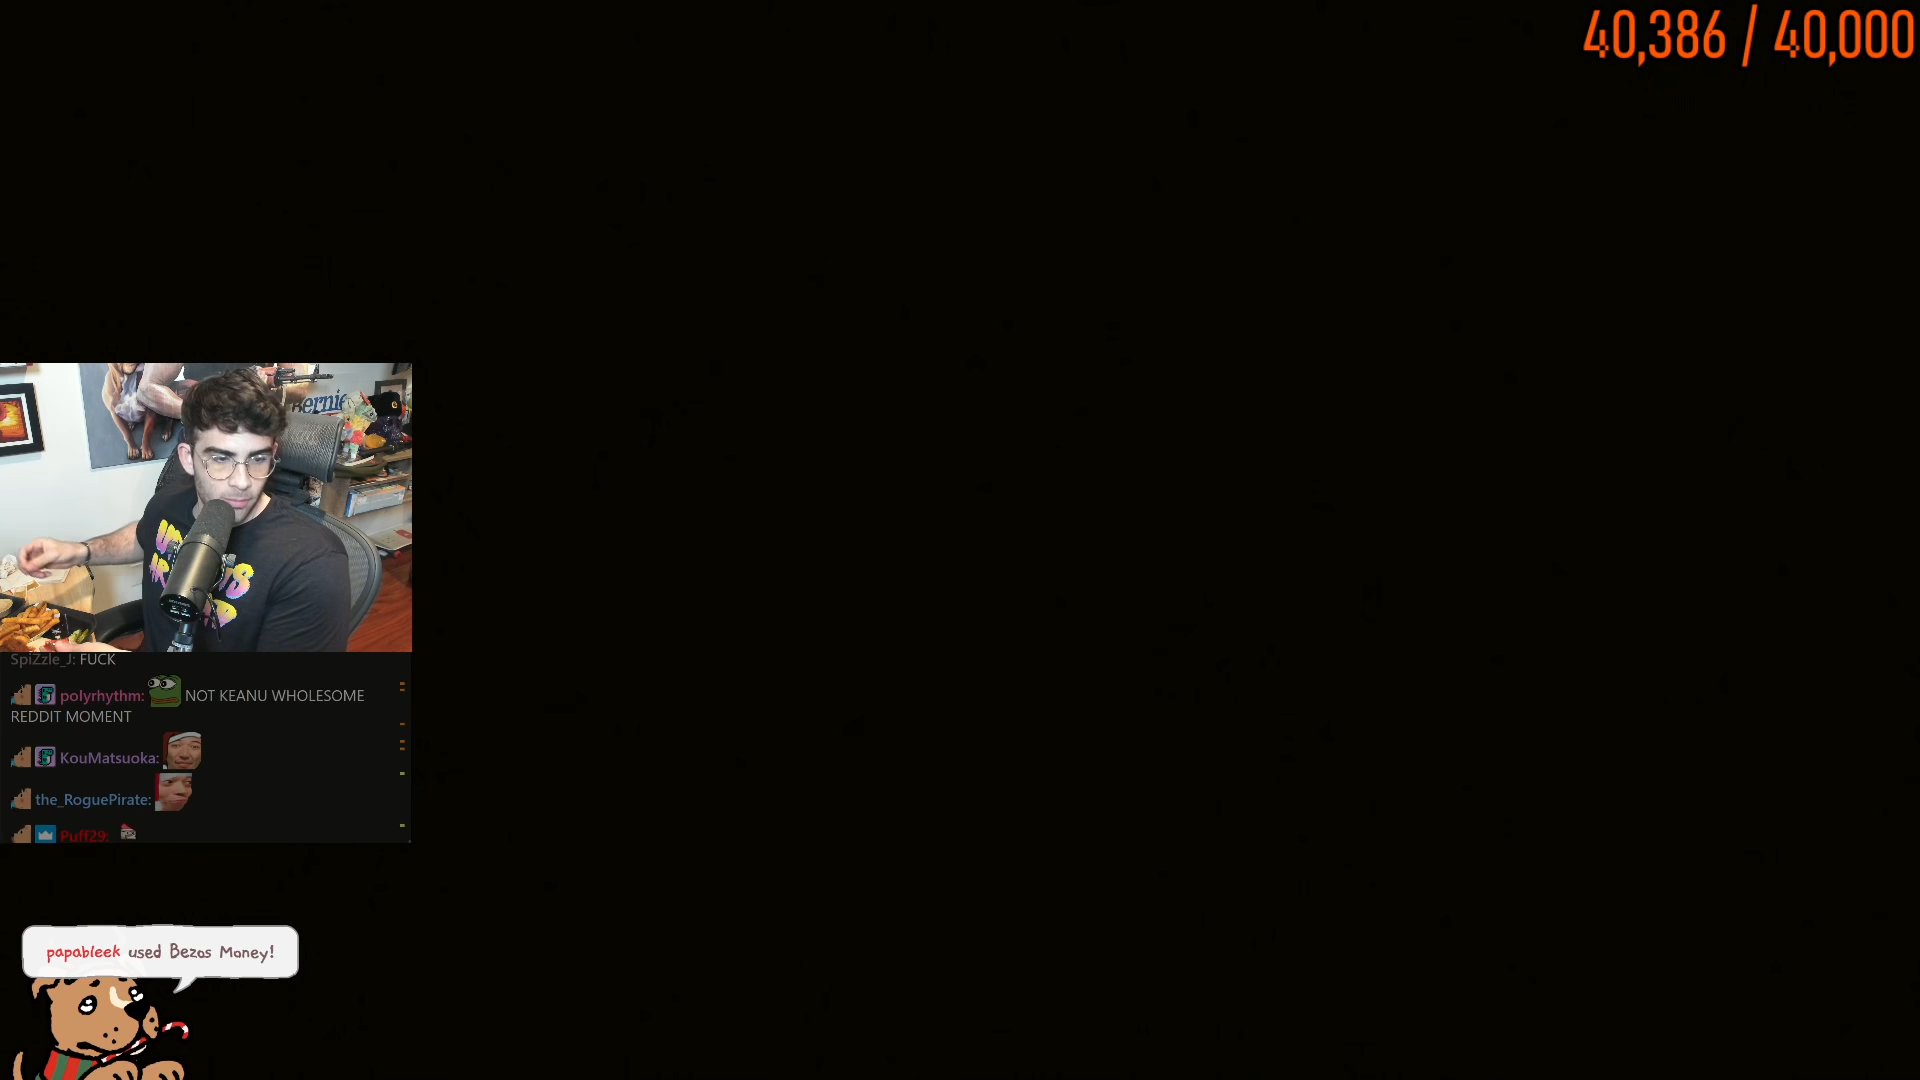 40,386 / 40,000
Bernie
SpiZzle_J: FUCK
polyrhythm: NOT KEANU WHOLESOME
REDDIT MOMENT
KouMatsuoka:
the_RoguePirate:
Puff29:
papableek used Bezos Money!